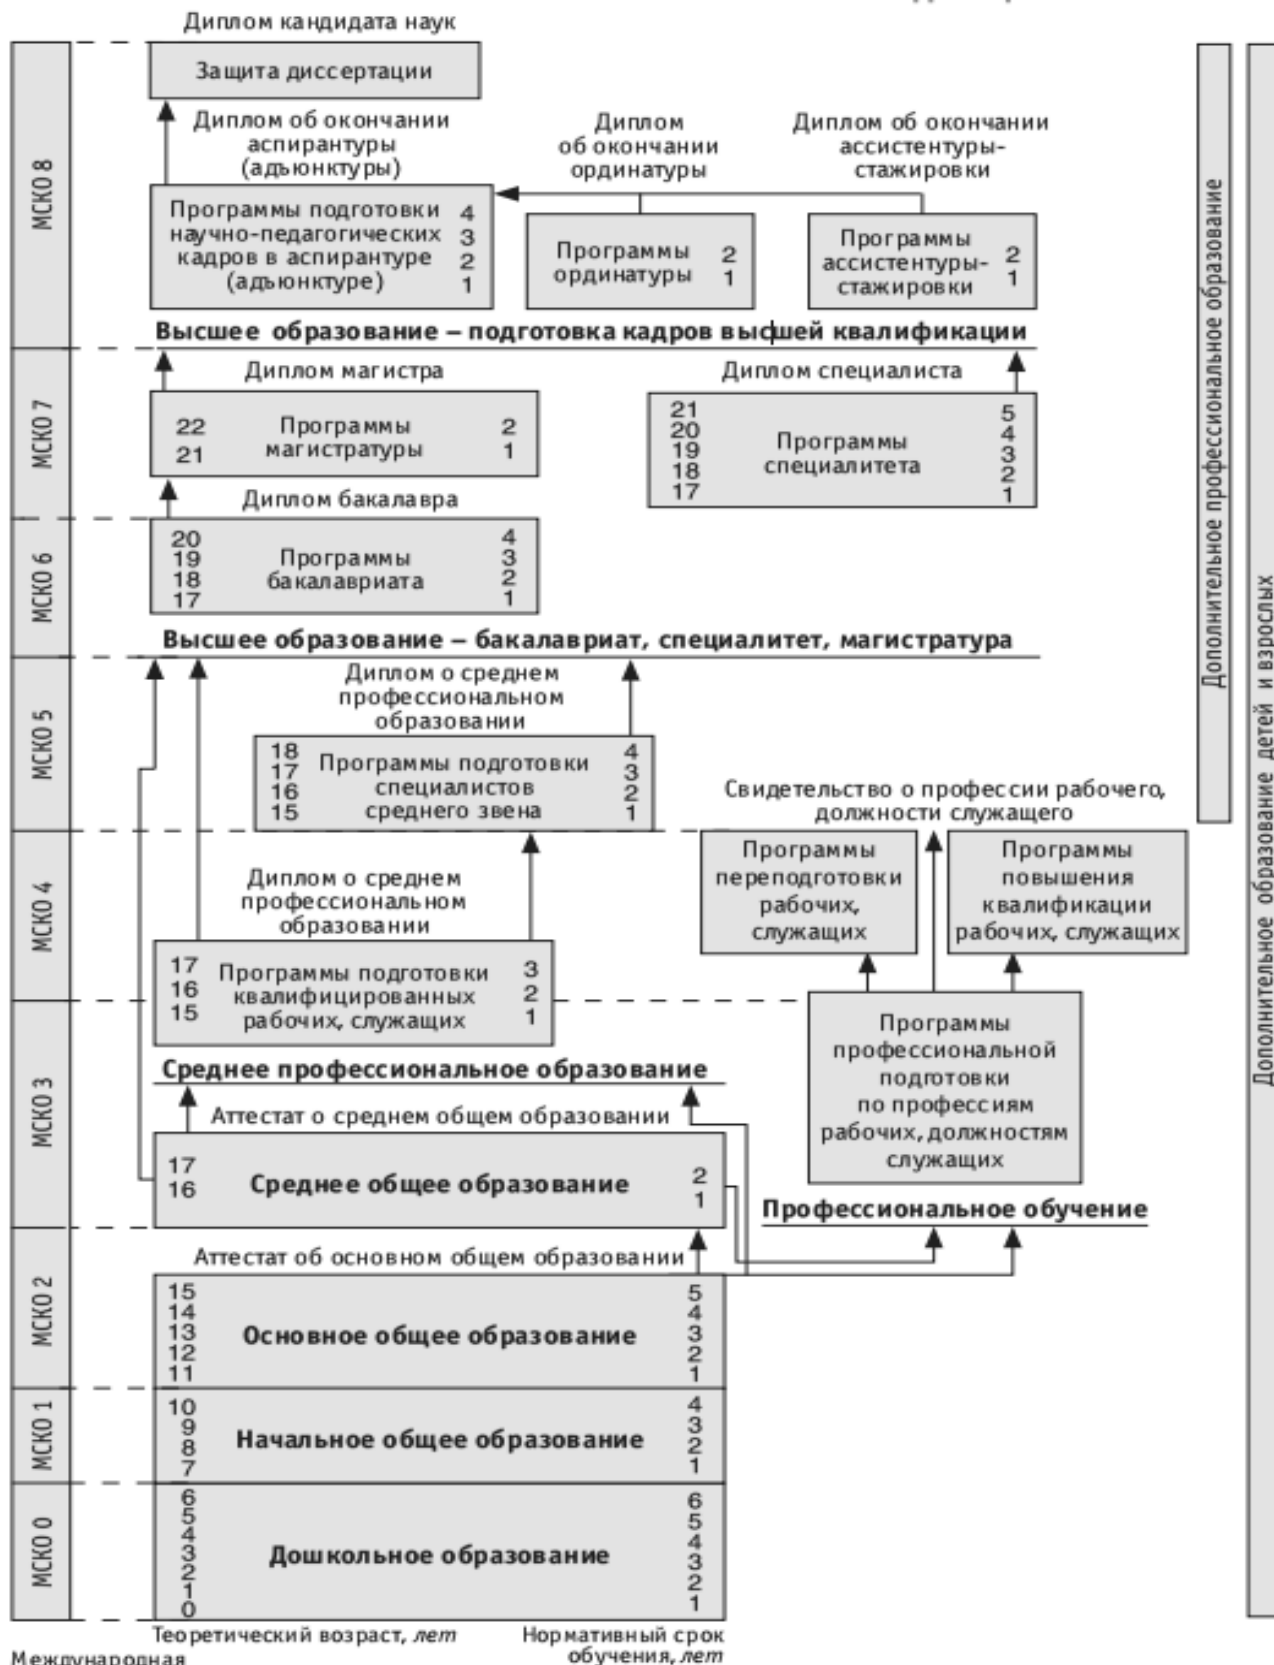 Диплом кандидата наук
Защита диссертации
Диплом об окончании
аспирантуры
(адъюнктуры)
Диплом
об окончании
ординатуры
Диплом об окончании
ассистентуры-
стажировки
МСКО 8
Программы подготовки
научно-педагогических
кадров в аспирантуре
(адъюнктуре)
4
3
2
1
Программы
ординатуры
2
1
Программы
ассистентуры-
стажировки
2
1
Высшее образование – подготовка кадров высшей квалификации
МСКО 7
Диплом магистра
22
21
Программы
магистратуры
2
1
Диплом специалиста
21
20
19
18
17
Программы
специалитета
5
4
3
2
1
Диплом бакалавра
МСКО 6
20
19
18
17
Программы
бакалавриата
4
3
2
1
Высшее образование – бакалавриат, специалитет, магистратура
МСКО 5
Диплом о среднем
профессиональном
образовании
18
17
16
15
Программы подготовки
специалистов
среднего звена
4
3
2
1
Свидетельство о профессии рабочего,
должности служащего
МСКО 4
Программы
переподготовки
рабочих,
служащих
Программы
повышения
квалификации
рабочих, служащих
Диплом о среднем
профессиональном
образовании
17
16
15
Программы подготовки
квалифицированных
рабочих, служащих
3
2
1
Программы
профессиональной
подготовки
по профессиям
рабочих, должностям
служащих
МСКО 3
Среднее профессиональное образование
Аттестат о среднем общем образовании
17
16
Среднее общее образование
2
1
Профессиональное обучение
МСКО 2
Аттестат об основном общем образовании
15
14
13
12
11
Основное общее образование
5
4
3
2
1
МСКО 1
10
9
8
7
Начальное общее образование
4
3
2
1
МСКО 0
6
5
4
3
2
1
0
Дошкольное образование
6
5
4
3
2
1
Теоретический возраст, лет
Нормативный срок
обучения, лет
Международная
Дополнительное профессиональное образование
Дополнительное образование детей и взрослых